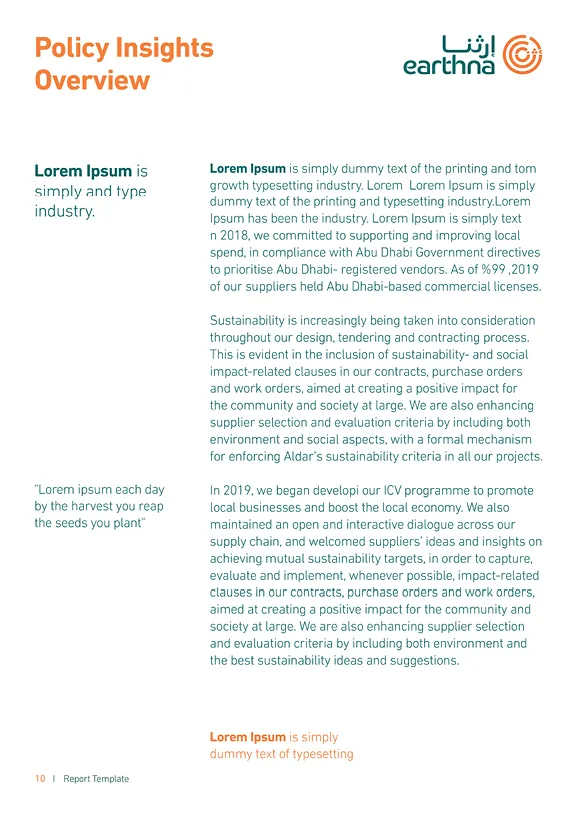 Policy Insights
Overview
إرثنا
earthna
Lorem Ipsum is
simply and type
industry.
Lorem Ipsum is simply dummy text of the printing and tom
growth typesetting industry. Lorem  Lorem Ipsum is simply
dummy text of the printing and typesetting industry.Lorem
Ipsum has been the industry. Lorem Ipsum is simply text
n 2018, we committed to supporting and improving local
spend, in compliance with Abu Dhabi Government directives
to prioritise Abu Dhabi- registered vendors. As of %99 ,2019
of our suppliers held Abu Dhabi-based commercial licenses.
Sustainability is increasingly being taken into consideration
throughout our design, tendering and contracting process.
This is evident in the inclusion of sustainability- and social
impact-related clauses in our contracts, purchase orders
and work orders, aimed at creating a positive impact for
the community and society at large. We are also enhancing
supplier selection and evaluation criteria by including both
environment and social aspects, with a formal mechanism
for enforcing Aldar's sustainability criteria in all our projects.
"Lorem ipsum each day
by the harvest you reap
the seeds you plant"
In 2019, we began developi our ICV programme to promote
local businesses and boost the local economy. We also
maintained an open and interactive dialogue across our
supply chain, and welcomed suppliers' ideas and insights on
achieving mutual sustainability targets, in order to capture,
evaluate and implement, whenever possible, impact-related
clauses in our contracts, purchase orders and work orders,
aimed at creating a positive impact for the community and
society at large. We are also enhancing supplier selection
and evaluation criteria by including both environment and
the best sustainability ideas and suggestions.
Lorem Ipsum is simply
dummy text of typesetting
10 | Report Template